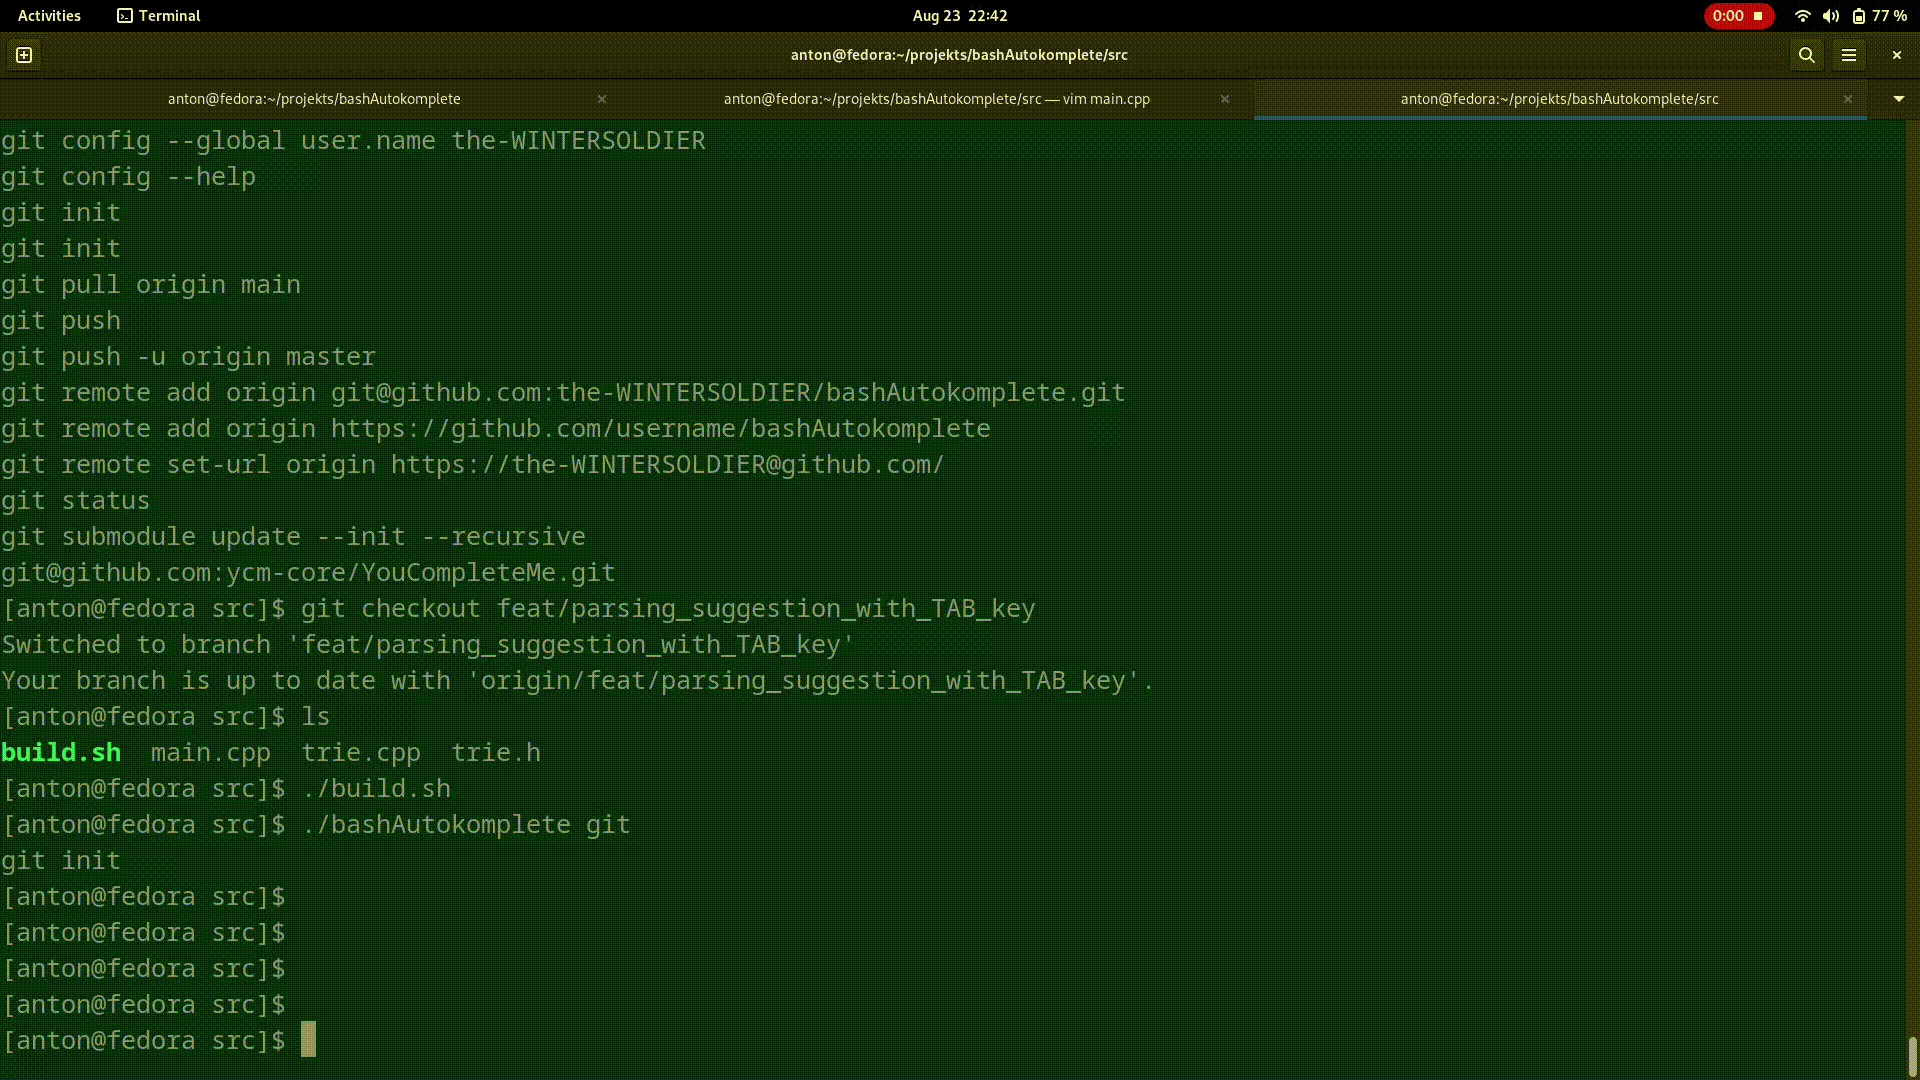 Activities Terminal Aug 23 22:42 0:00 77 %
anton@fedora:~/projekts/bashAutokomplete/src
anton@fedora:~/projekts/bashAutokomplete anton@fedora:~/projekts/bashAutokomplete/src — vim main.cpp anton@fedora:~/projekts/bashAutokomplete/src
git config --global user.name the-WINTERSOLDIER
git config --help
git init
git init
git pull origin main
git push
git push -u origin master
git remote add origin git@github.com:the-WINTERSOLDIER/bashAutokomplete.git
git remote add origin https://github.com/username/bashAutokomplete
git remote set-url origin https://the-WINTERSOLDIER@github.com/
git status
git submodule update --init --recursive
git@github.com:ycm-core/YouCompleteMe.git
[anton@fedora src]$ git checkout feat/parsing_suggestion_with_TAB_key
Switched to branch 'feat/parsing_suggestion_with_TAB_key'
Your branch is up to date with 'origin/feat/parsing_suggestion_with_TAB_key'.
[anton@fedora src]$ ls
build.sh main.cpp trie.cpp trie.h
[anton@fedora src]$ ./build.sh
[anton@fedora src]$ ./bashAutokomplete git
git init
[anton@fedora src]$
[anton@fedora src]$
[anton@fedora src]$
[anton@fedora src]$
[anton@fedora src]$